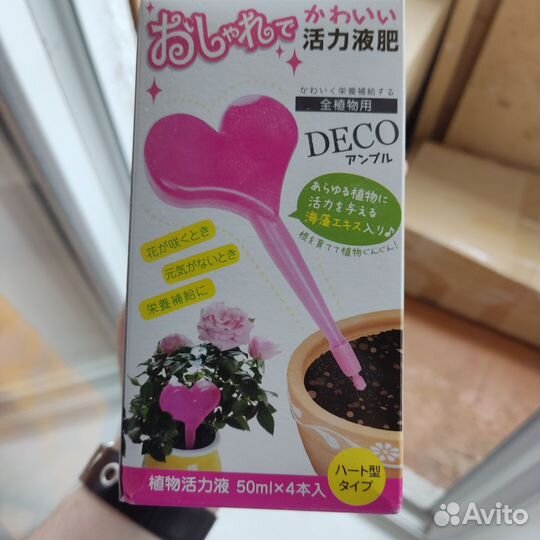 おしゃれで
かわいい
活力液肥
かわいく栄養補給する
全植物用
DECO
アンプル
あらゆる植物に
活力を与える
海藻エキス入り♪
根を育てて植物ぐんぐん!
花が咲くとき
元気がないとき
栄養補給に
植物活力液 50ml×4本入
ハート型
タイプ
Avito